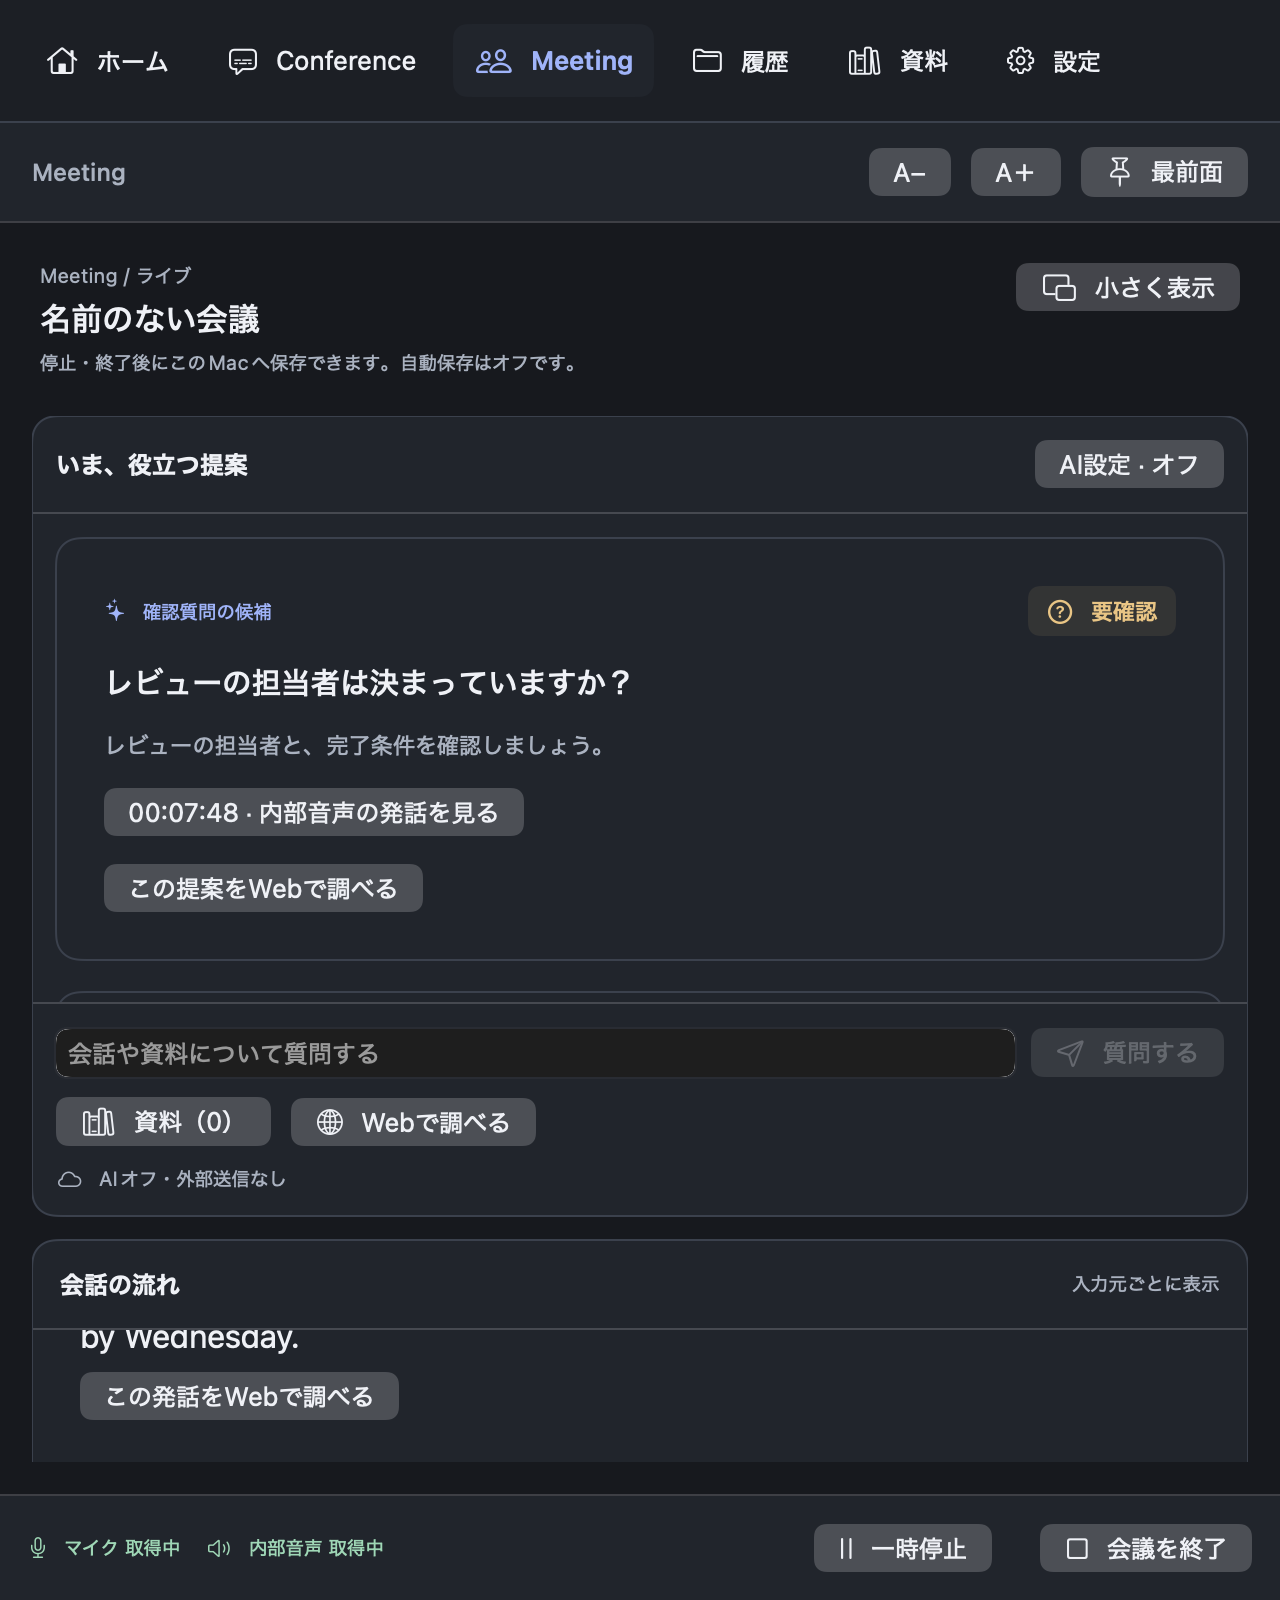 ホーム Conference Meeting 履歴 資料 設定
Meeting A− A+ 最前面
Meeting / ライブ
小さく表示
名前のない会議
停止・終了後にこのMacへ保存できます。自動保存はオフです。
いま、役立つ提案 AI設定 · オフ
確認質問の候補 要確認
レビューの担当者は決まっていますか？
レビューの担当者と、完了条件を確認しましょう。
00:07:48 · 内部音声の発話を見る
この提案をWebで調べる
会話や資料について質問する 質問する
資料（0） Webで調べる
AIオフ・外部送信なし
会話の流れ 入力元ごとに表示
by Wednesday.
この発話をWebで調べる
マイク 取得中 内部音声 取得中 一時停止 会議を終了